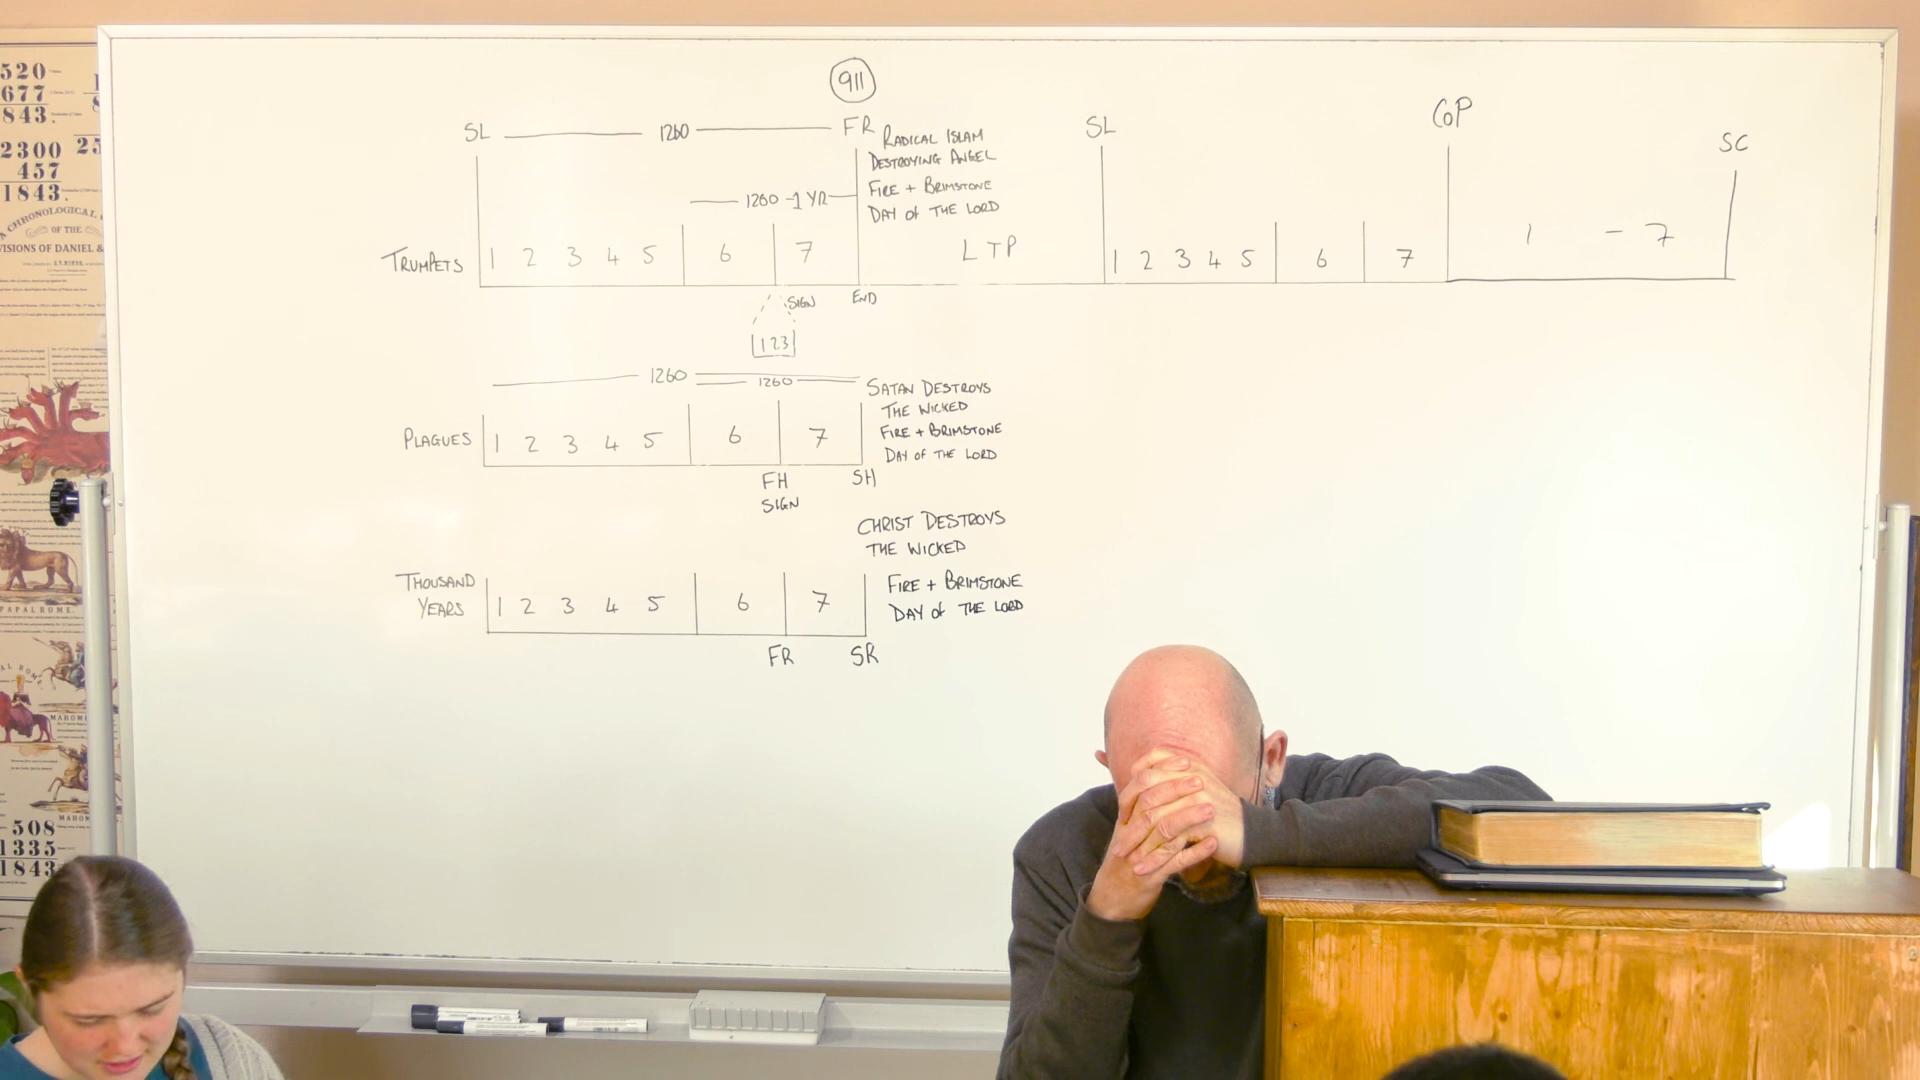 911
SL 1260 FR
RADICAL ISLAM
DESTROYING ANGEL
1260 -1 YR
FIRE + BRIMSTONE
DAY OF THE LORD
TRUMPETS 1 2 3 4 5 6 7
SIGN END
123
LTP
SL COP SC
1 2 3 4 5 6 7 1 - 7
1260 1260
SATAN DESTROYS
THE WICKED
FIRE + BRIMSTONE
DAY OF THE LORD
PLAGUES 1 2 3 4 5 6 7
FH SH
SIGN
CHRIST DESTROYS
THE WICKED
FIRE + BRIMSTONE
DAY OF THE LORD
THOUSAND
YEARS 1 2 3 4 5 6 7
FR SR
520
677
843.
2300
457
1843.
A CHRONOLOGICAL
OF THE
VISIONS OF DANIEL &
PAPAL ROME.
MAHOM
508
1335
1843